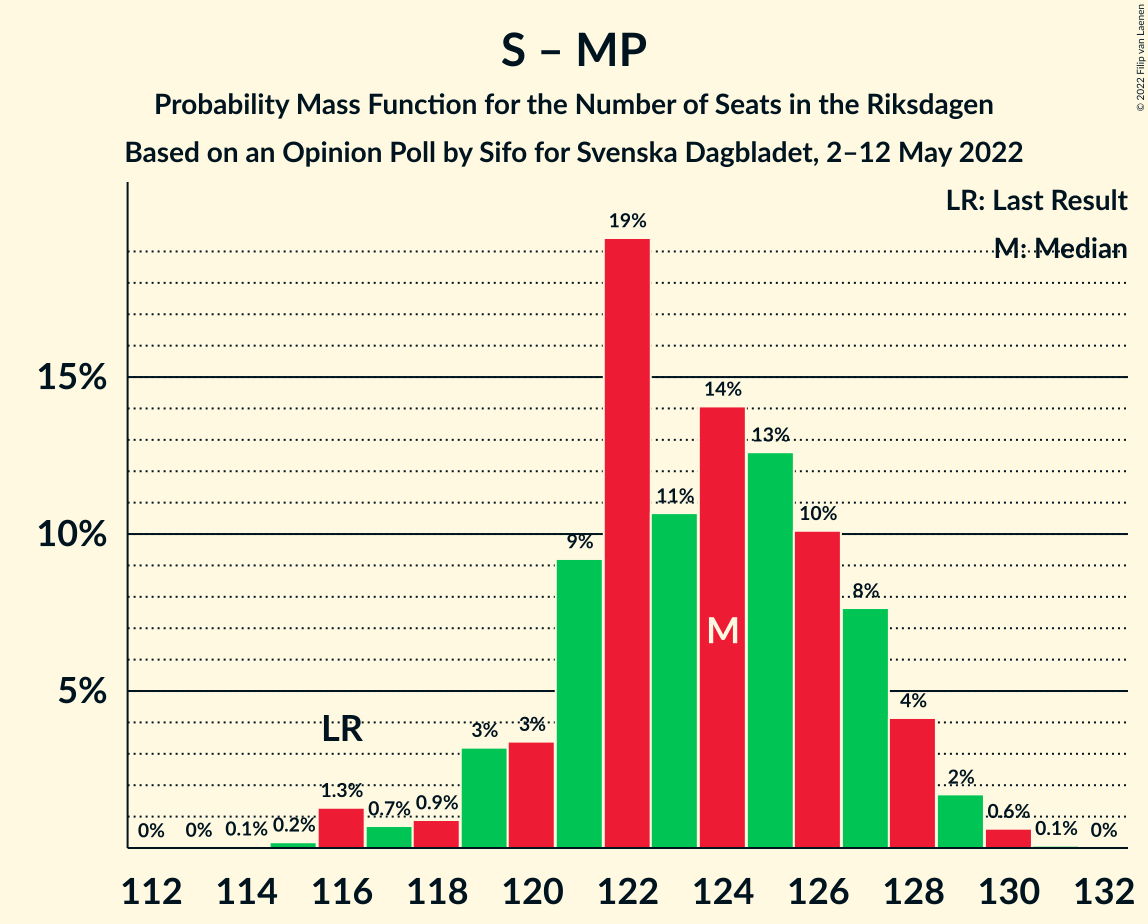 © 2022 Filip van Laenen
S – MP
Probability Mass Function for the Number of Seats in the Riksdagen
Based on an Opinion Poll by Sifo for Svenska Dagbladet, 2–12 May 2022
LR: Last Result
M: Median
15%
10%
5%
0% 0% 0.1% 0.2% 1.3% 0.7% 0.9% 3% 3% 9% 19% 11% 14% 13% 10% 8% 4% 2% 0.6% 0.1% 0%
LR
M
112 114 116 118 120 122 124 126 128 130 132